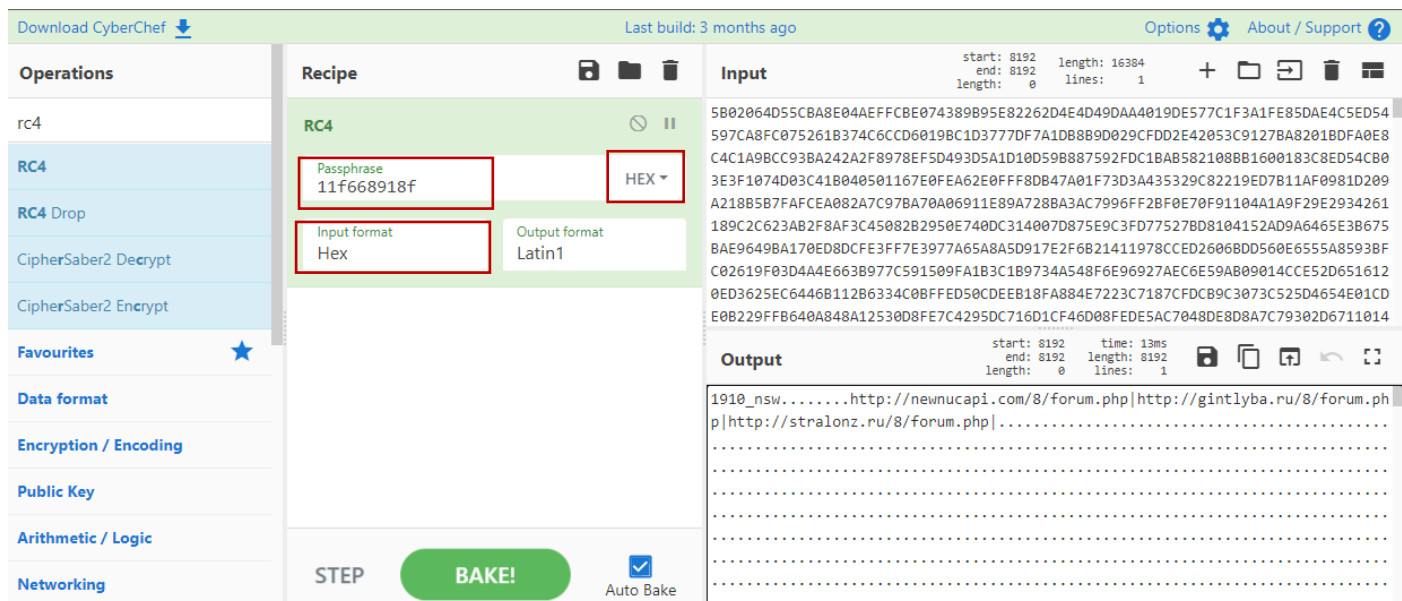 Download CyberChef
Last build: 3 months ago
Options
About / Support
Operations
rc4
RC4
RC4 Drop
CipherSaber2 Decrypt
CipherSaber2 Encrypt
Favourites
Data format
Encryption / Encoding
Public Key
Arithmetic / Logic
Networking
Recipe
RC4
Passphrase
11f668918f
HEX
Input format
Hex
Output format
Latin1
STEP
BAKE!
Auto Bake
Input
start: 8192
end: 8192
length: 0
length: 16384
lines: 1
5B02064D55CBA8E04AEFFCBE074389B95E82262D4E4D49DAA4019DE577C1F3A1FE85DAE4C5ED54
597CA8FC075261B374C6CCD6019BC1D3777DF7A1DB8B9D029CFDD2E42053C9127BA8201BDFA0E8
C4C1A9BCC93BA242A2F8978EF5D493D5A1D10D59B887592FDC1BAB582108BB1600183C8ED54CB0
3E3F1074D03C41B040501167E0FEA62E0FFF8DB47A01F73D3A435329C82219ED7B11AF0981D209
A218B5B7FAFCEA082A7C97BA70A06911E89A728BA3AC7996FF2BF0E70F91104A1A9F29E2934261
189C2C623AB2F8AF3C45082B2950E740DC314007D875E9C3FD77527BD8104152AD9A6465E3B675
BAE9649BA170ED8DCFE3FF7E3977A65A8A5D917E2F6B21411978CCED2606BDD560E6555A8593BF
C02619F03D4A4E663B977C591509FA1B3C1B9734A548F6E96927AEC6E59AB09014CCE52D651612
0ED3625EC6446B112B6334C0BFFED50CDEEB18FA884E7223C7187CFDCB9C3073C525D4654E01CD
E0B229FFB640A848A12530D8FE7C4295DC716D1CF46D08FEDE5AC7048DE8D8A7C79302D6711014
Output
start: 8192
end: 8192
length: 0
time: 13ms
length: 8192
lines: 1
1910_nsw........http://newnucapi.com/8/forum.php|http://gintlyba.ru/8/forum.ph
p|http://stralonz.ru/8/forum.php|.............................................
..............................................................................
..............................................................................
..............................................................................
..............................................................................
..............................................................................
..............................................................................
..............................................................................